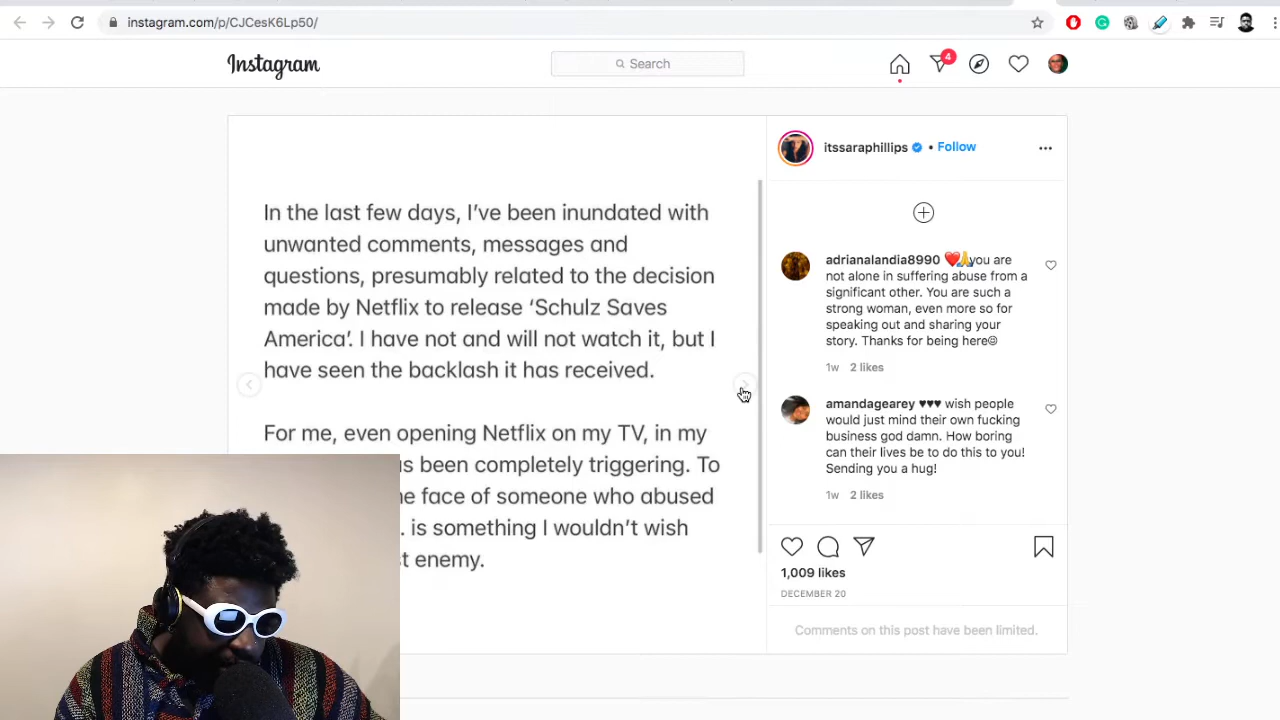 instagram.com/p/CJCesK6Lp50/
Instagram
Search
4
itssaraphillips • Follow
In the last few days, I've been inundated with
unwanted comments, messages and
questions, presumably related to the decision
made by Netflix to release 'Schulz Saves
America'. I have not and will not watch it, but I
have seen the backlash it has received.
For me, even opening Netflix on my TV, in my
s been completely triggering. To
e face of someone who abused
. is something I wouldn't wish
t enemy.
adrianalandia8990 ❤️🙏you are
not alone in suffering abuse from a
significant other. You are such a
strong woman, even more so for
speaking out and sharing your
story. Thanks for being here☺
1w 2 likes
amandagearey ♥♥♥ wish people
would just mind their own fucking
business god damn. How boring
can their lives be to do this to you!
Sending you a hug!
1w 2 likes
1,009 likes
DECEMBER 20
Comments on this post have been limited.